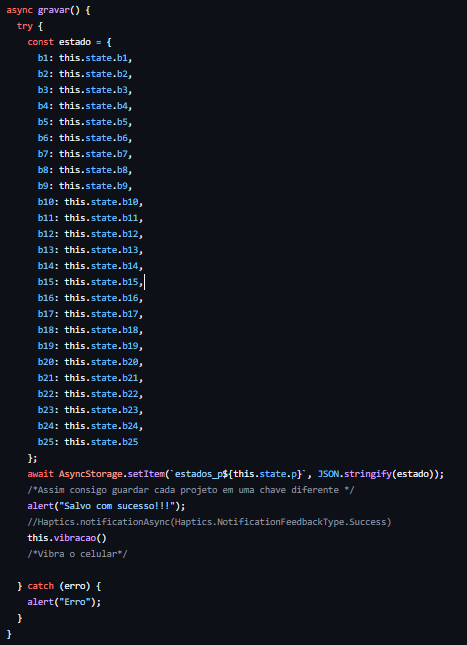 async gravar() {
  try {
    const estado = {
      b1: this.state.b1,
      b2: this.state.b2,
      b3: this.state.b3,
      b4: this.state.b4,
      b5: this.state.b5,
      b6: this.state.b6,
      b7: this.state.b7,
      b8: this.state.b8,
      b9: this.state.b9,
      b10: this.state.b10,
      b11: this.state.b11,
      b12: this.state.b12,
      b13: this.state.b13,
      b14: this.state.b14,
      b15: this.state.b15,
      b16: this.state.b16,
      b17: this.state.b17,
      b18: this.state.b18,
      b19: this.state.b19,
      b20: this.state.b20,
      b21: this.state.b21,
      b22: this.state.b22,
      b23: this.state.b23,
      b24: this.state.b24,
      b25: this.state.b25
    };
    await AsyncStorage.setItem(`estados_p${this.state.p}`, JSON.stringify(estado));
    /*Assim consigo guardar cada projeto em uma chave diferente */
    alert("Salvo com sucesso!!!");
    //Haptics.notificationAsync(Haptics.NotificationFeedbackType.Success)
    this.vibracao()
    /*Vibra o celular*/

  } catch (erro) {
    alert("Erro");
  }
}